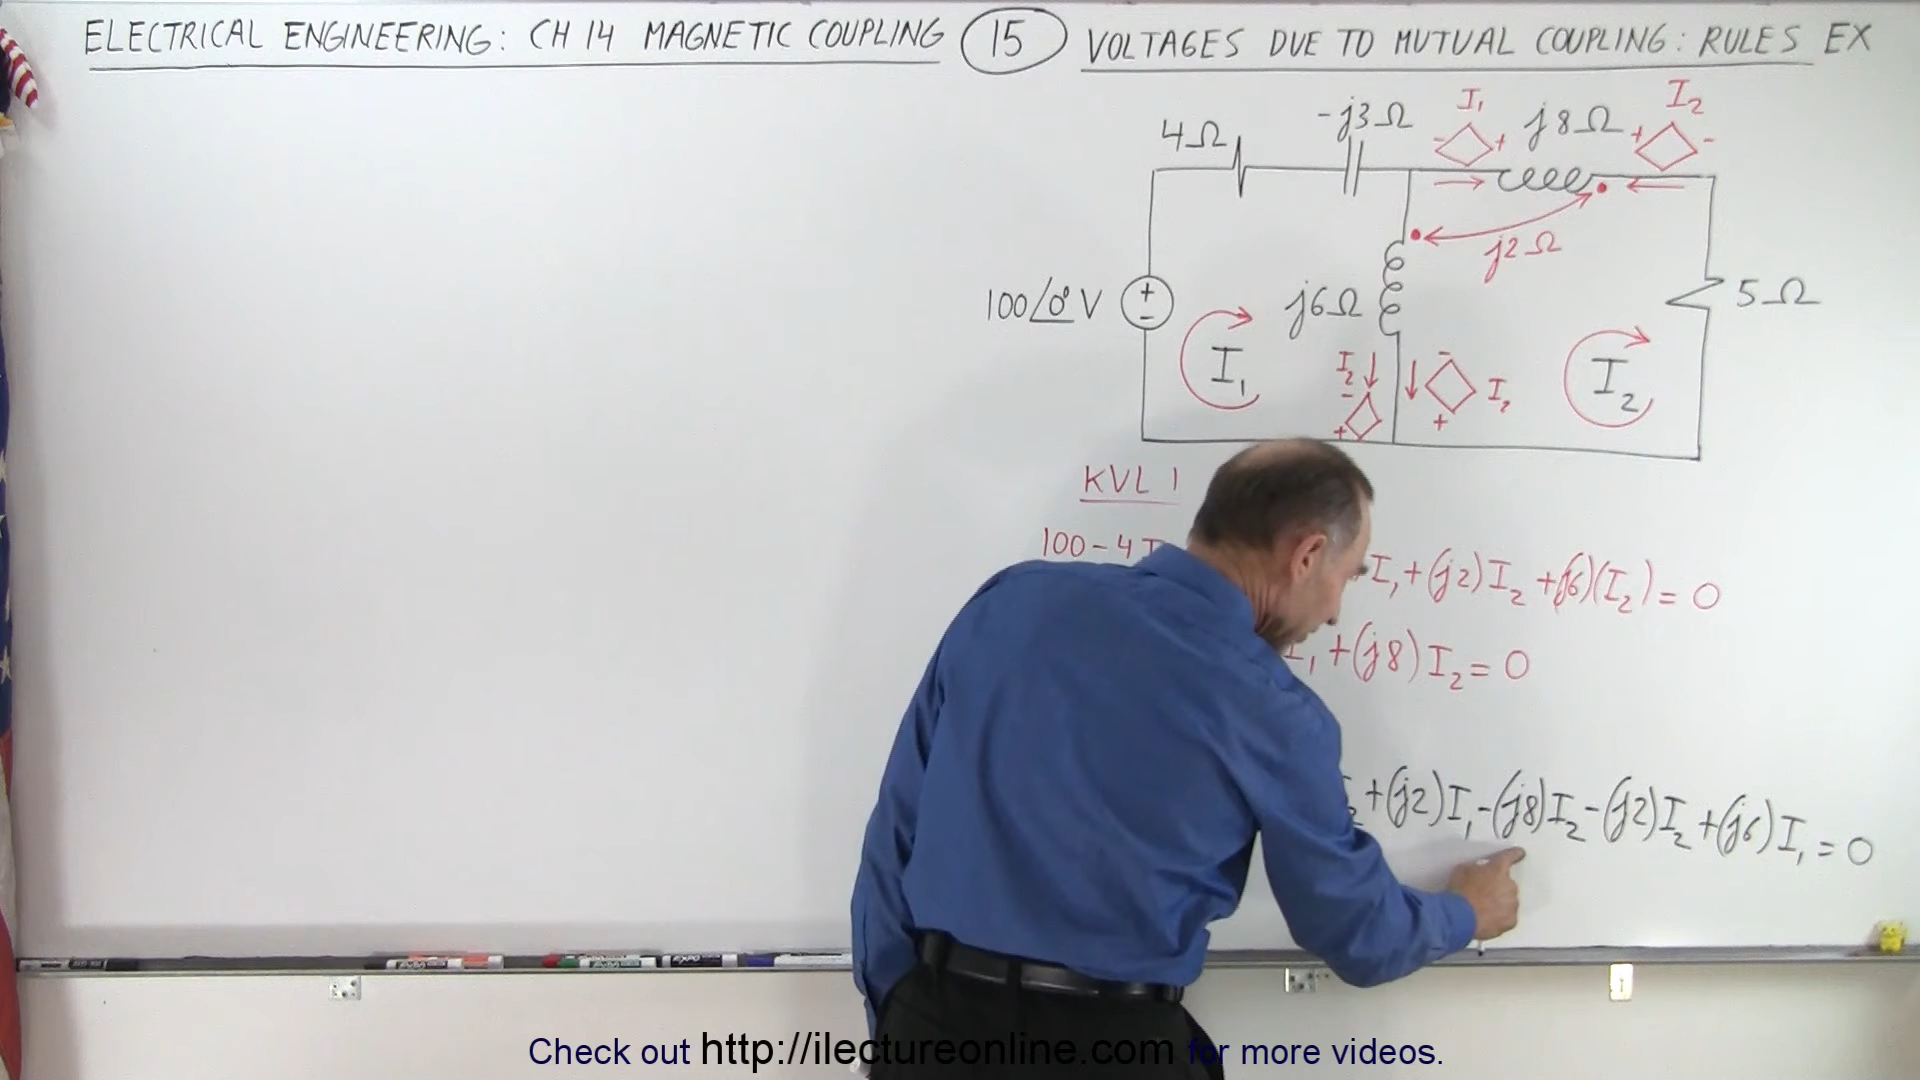 ELECTRICAL ENGINEERING: CH 14 MAGNETIC COUPLING 15 VOLTAGES DUE TO MUTUAL COUPLING: RULES EX
4Ω
-j3Ω
I₁
j8Ω
I₂
- +
+ -
j2Ω
100/0° V
+
-
j6Ω
5Ω
I₁
I₂
-
+
-
+
I₂
I₂
KVL 1
100 - 4 I
I₁ + (j2) I₂ + (j6)(I₂) = 0
I₁ + (j8) I₂ = 0
₂ + (j2) I₁ - (j8) I₂ - (j2) I₂ + (j6) I₁ = 0
Check out http://ilectureonline.com for more videos.